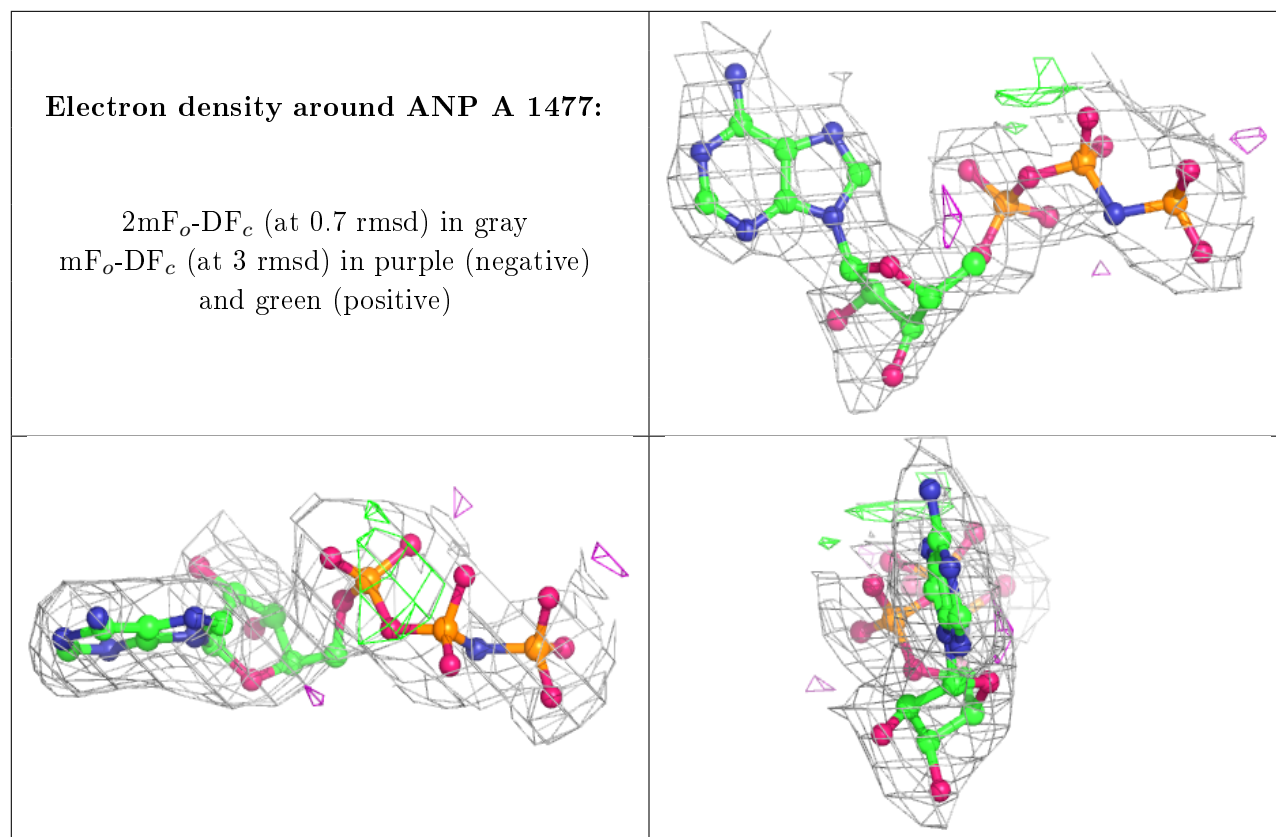 Electron density around ANP A 1477:
2mFo-DFc (at 0.7 rmsd) in gray
mFo-DFc (at 3 rmsd) in purple (negative)
and green (positive)